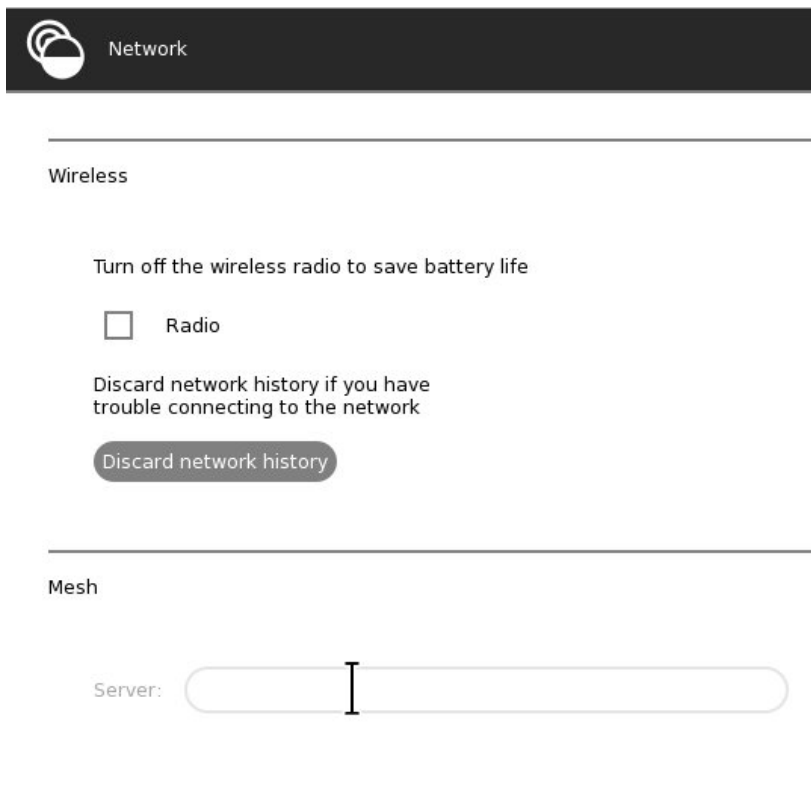 Network
Wireless
Turn off the wireless radio to save battery life
Radio
Discard network history if you have
trouble connecting to the network
Discard network history
Mesh
Server: